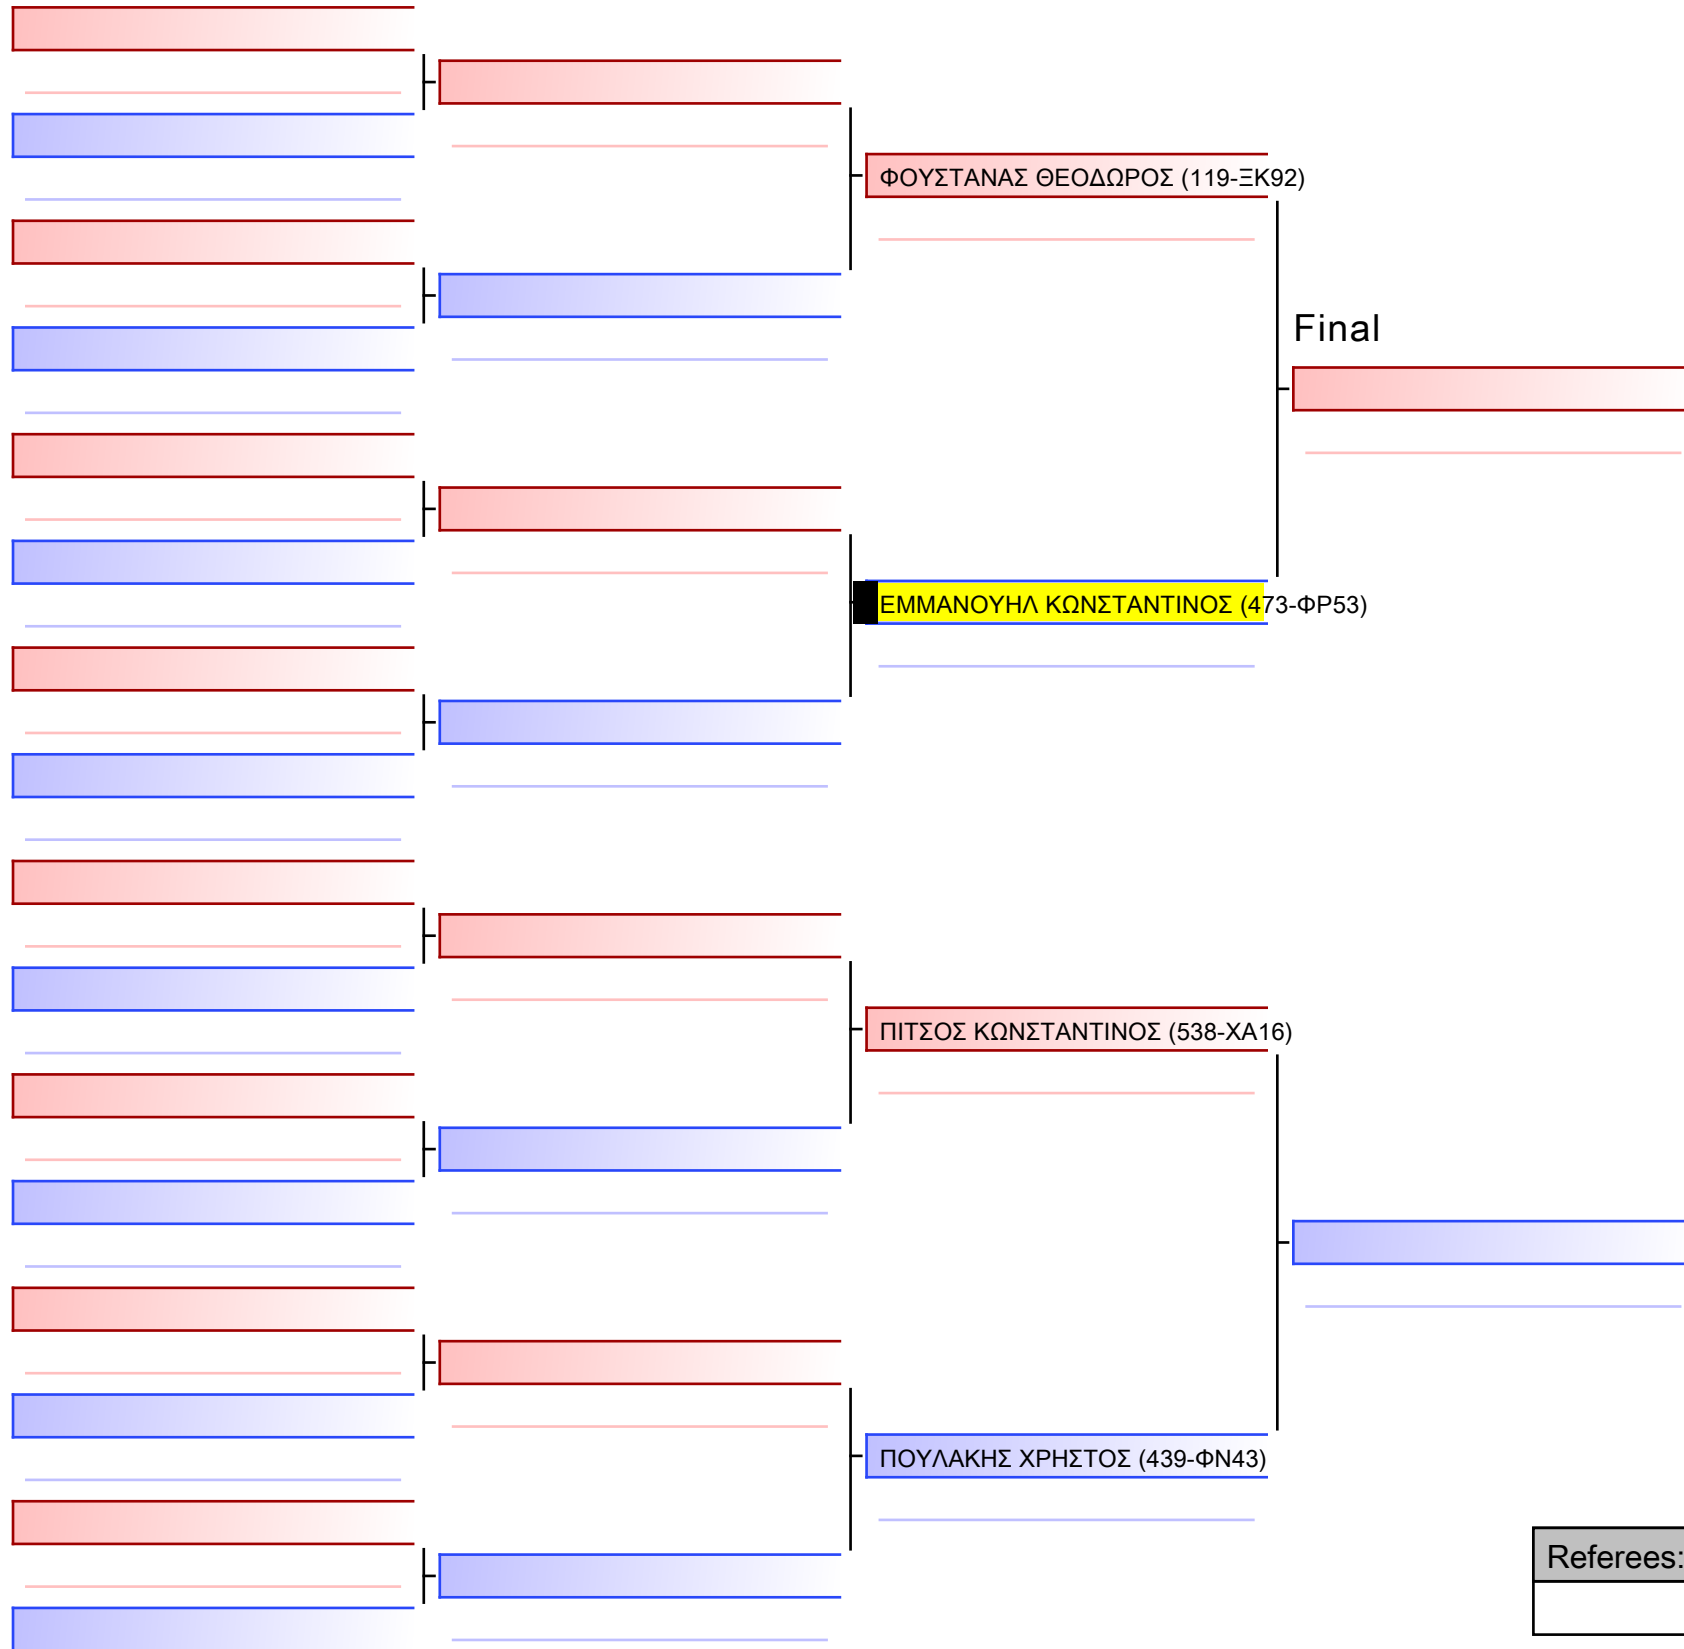 ΦΟΥΣΤΑΝΑΣ ΘΕΟΔΩΡΟΣ (119-ΞΚ92)
Final
ΕΜΜΑΝΟΥΗΛ ΚΩΝΣΤΑΝΤΙΝΟΣ (473-ΦΡ53)
ΠΙΤΣΟΣ ΚΩΝΣΤΑΝΤΙΝΟΣ (538-ΧΑ16)
ΠΟΥΛΑΚΗΣ ΧΡΗΣΤΟΣ (439-ΦΝ43)
Referees: